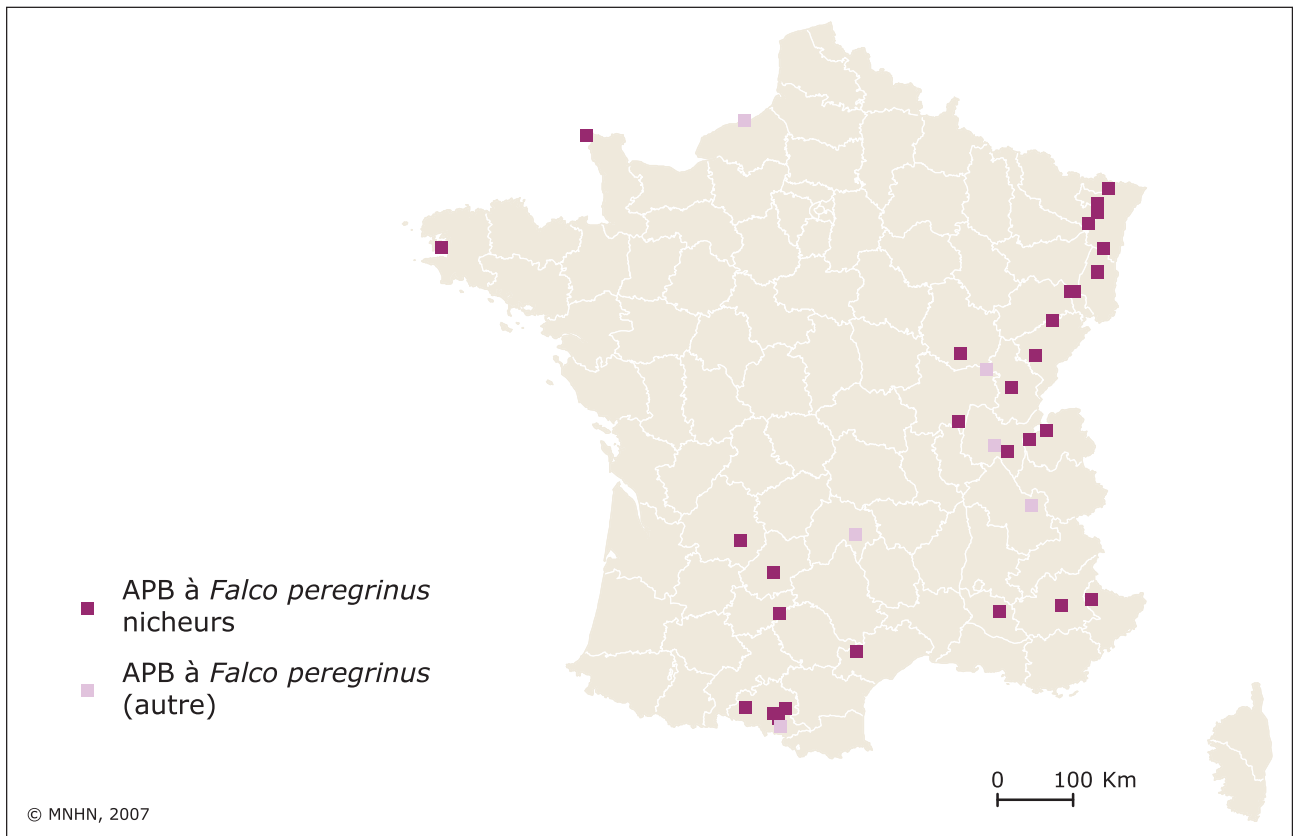 APB à Falco peregrinus
nicheurs
APB à Falco peregrinus
(autre)
0 100 Km
© MNHN, 2007